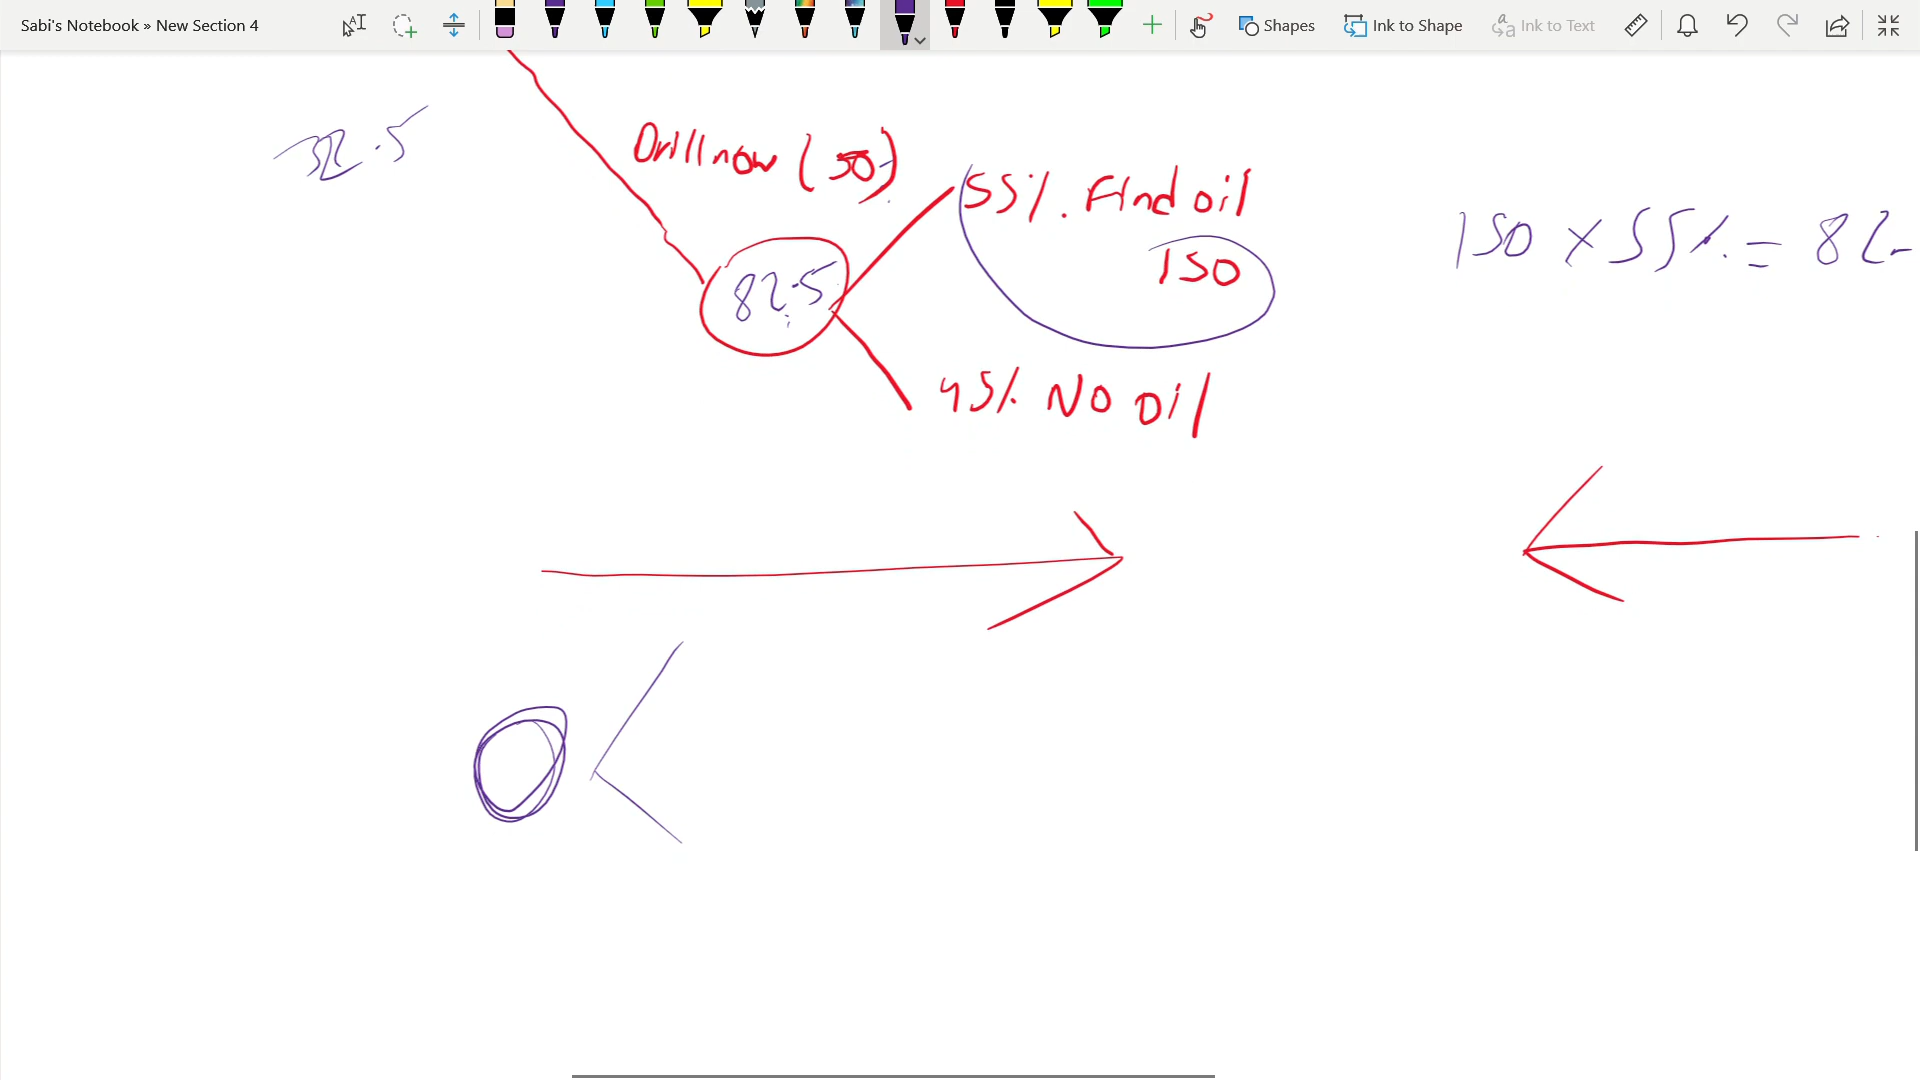 Sabi's Notebook » New Section 4
Shapes
Ink to Shape
Ink to Text
32.5
Drill now (50)
55%. Find oil
150
150 x 55%. = 82
82.5
45%. No oil